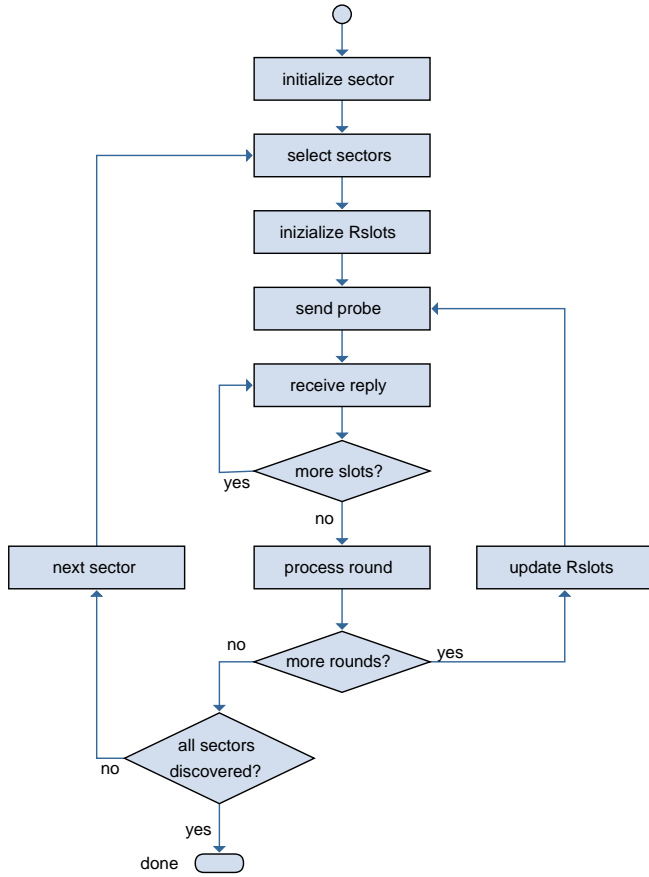 initialize sector
select sectors
inizialize Rslots
send probe
receive reply
more slots?
yes
no
next sector
process round
update Rslots
no
more rounds?
yes
all sectors
discovered?
no
yes
done